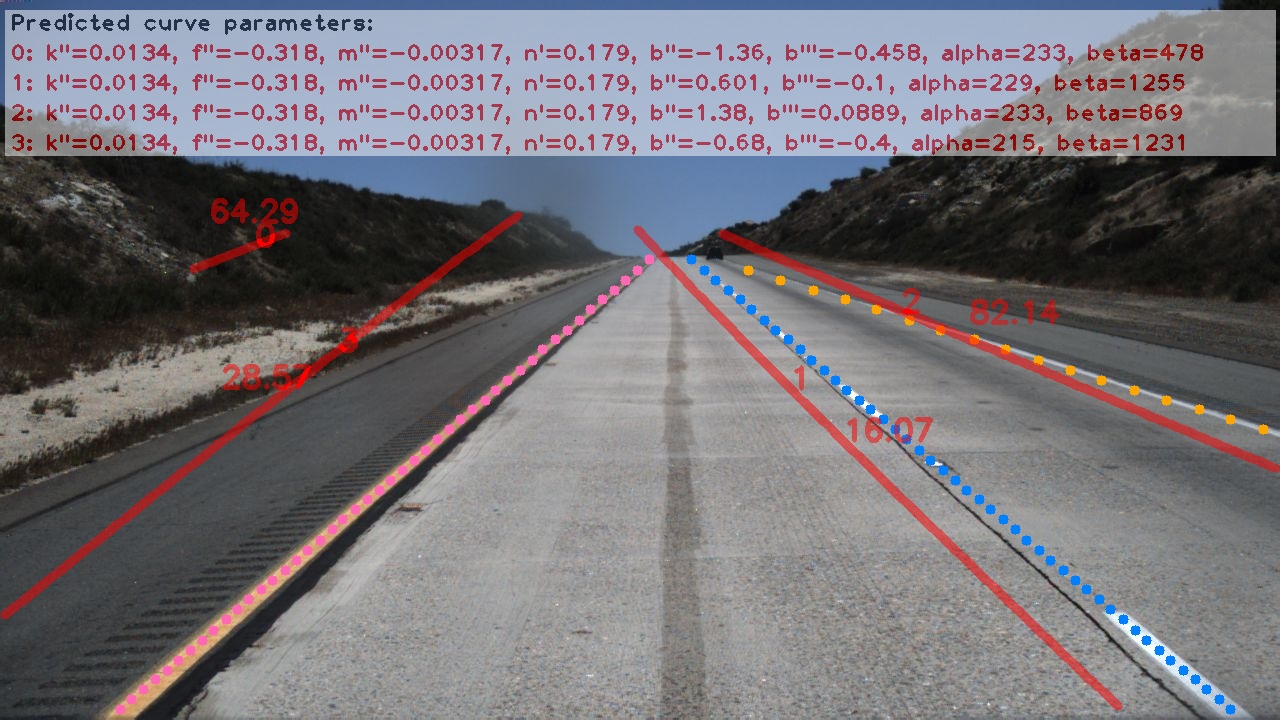 Predicted curve parameters:
0: k''=0.0134, f''=-0.318, m''=-0.00317, n'=0.179, b''=-1.36, b'''=-0.458, alpha=233, beta=478
1: k''=0.0134, f''=-0.318, m''=-0.00317, n'=0.179, b''=0.601, b'''=-0.1, alpha=229, beta=1255
2: k''=0.0134, f''=-0.318, m''=-0.00317, n'=0.179, b''=1.38, b'''=0.0889, alpha=233, beta=869
3: k''=0.0134, f''=-0.318, m''=-0.00317, n'=0.179, b''=-0.68, b'''=-0.4, alpha=215, beta=1231
64.29
0
2
82.14
3
28.57
1
16.07